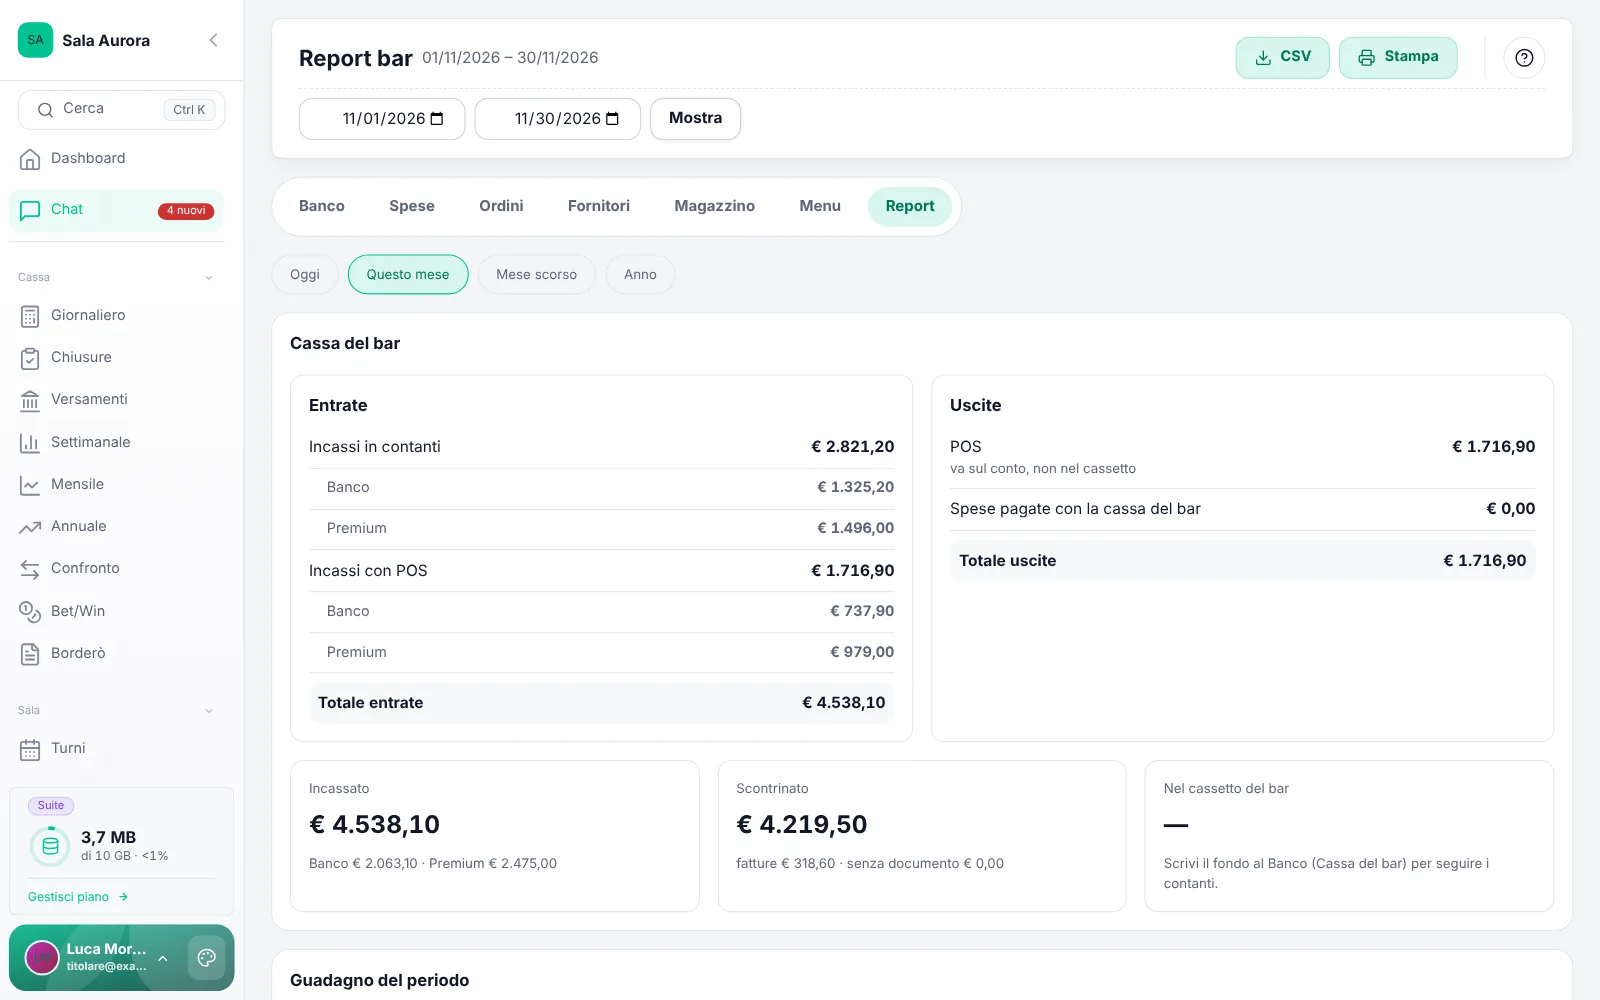 SA
Sala Aurora
Cerca
Ctrl K
Dashboard
Chat
4 nuovi
Cassa
Giornaliero
Chiusure
Versamenti
Settimanale
Mensile
Annuale
Confronto
Bet/Win
Borderò
Sala
Turni
Suite
3,7 MB
di 10 GB · <1%
Gestisci piano →
LM
Luca Mor...
titolare@exa...
Report bar 01/11/2026 – 30/11/2026
CSV
Stampa
11/01/2026
11/30/2026
Mostra
Banco
Spese
Ordini
Fornitori
Magazzino
Menu
Report
Oggi
Questo mese
Mese scorso
Anno
Cassa del bar
Entrate
Incassi in contanti € 2.821,20
Banco € 1.325,20
Premium € 1.496,00
Incassi con POS € 1.716,90
Banco € 737,90
Premium € 979,00
Totale entrate € 4.538,10
Uscite
POS € 1.716,90
va sul conto, non nel cassetto
Spese pagate con la cassa del bar € 0,00
Totale uscite € 1.716,90
Incassato
€ 4.538,10
Banco € 2.063,10 · Premium € 2.475,00
Scontrinato
€ 4.219,50
fatture € 318,60 · senza documento € 0,00
Nel cassetto del bar
—
Scrivi il fondo al Banco (Cassa del bar) per seguire i
contanti.
Guadagno del periodo